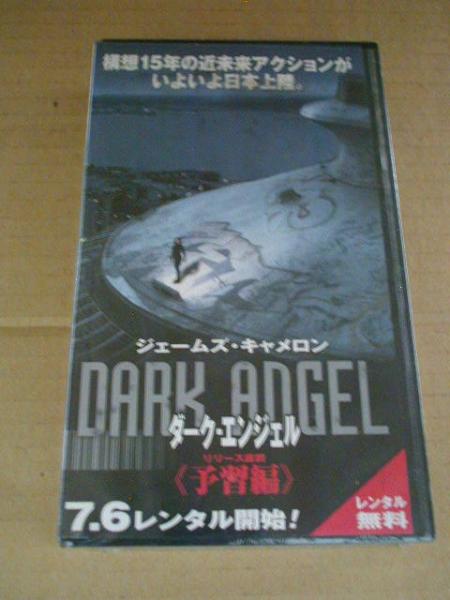 構想15年の近未来アクションが
いよいよ日本上陸。
ジェームズ・キャメロン
DARK ANGEL
ダーク・エンジェル
リリース直前
《予習編》
7.6レンタル開始!
レンタル
無料